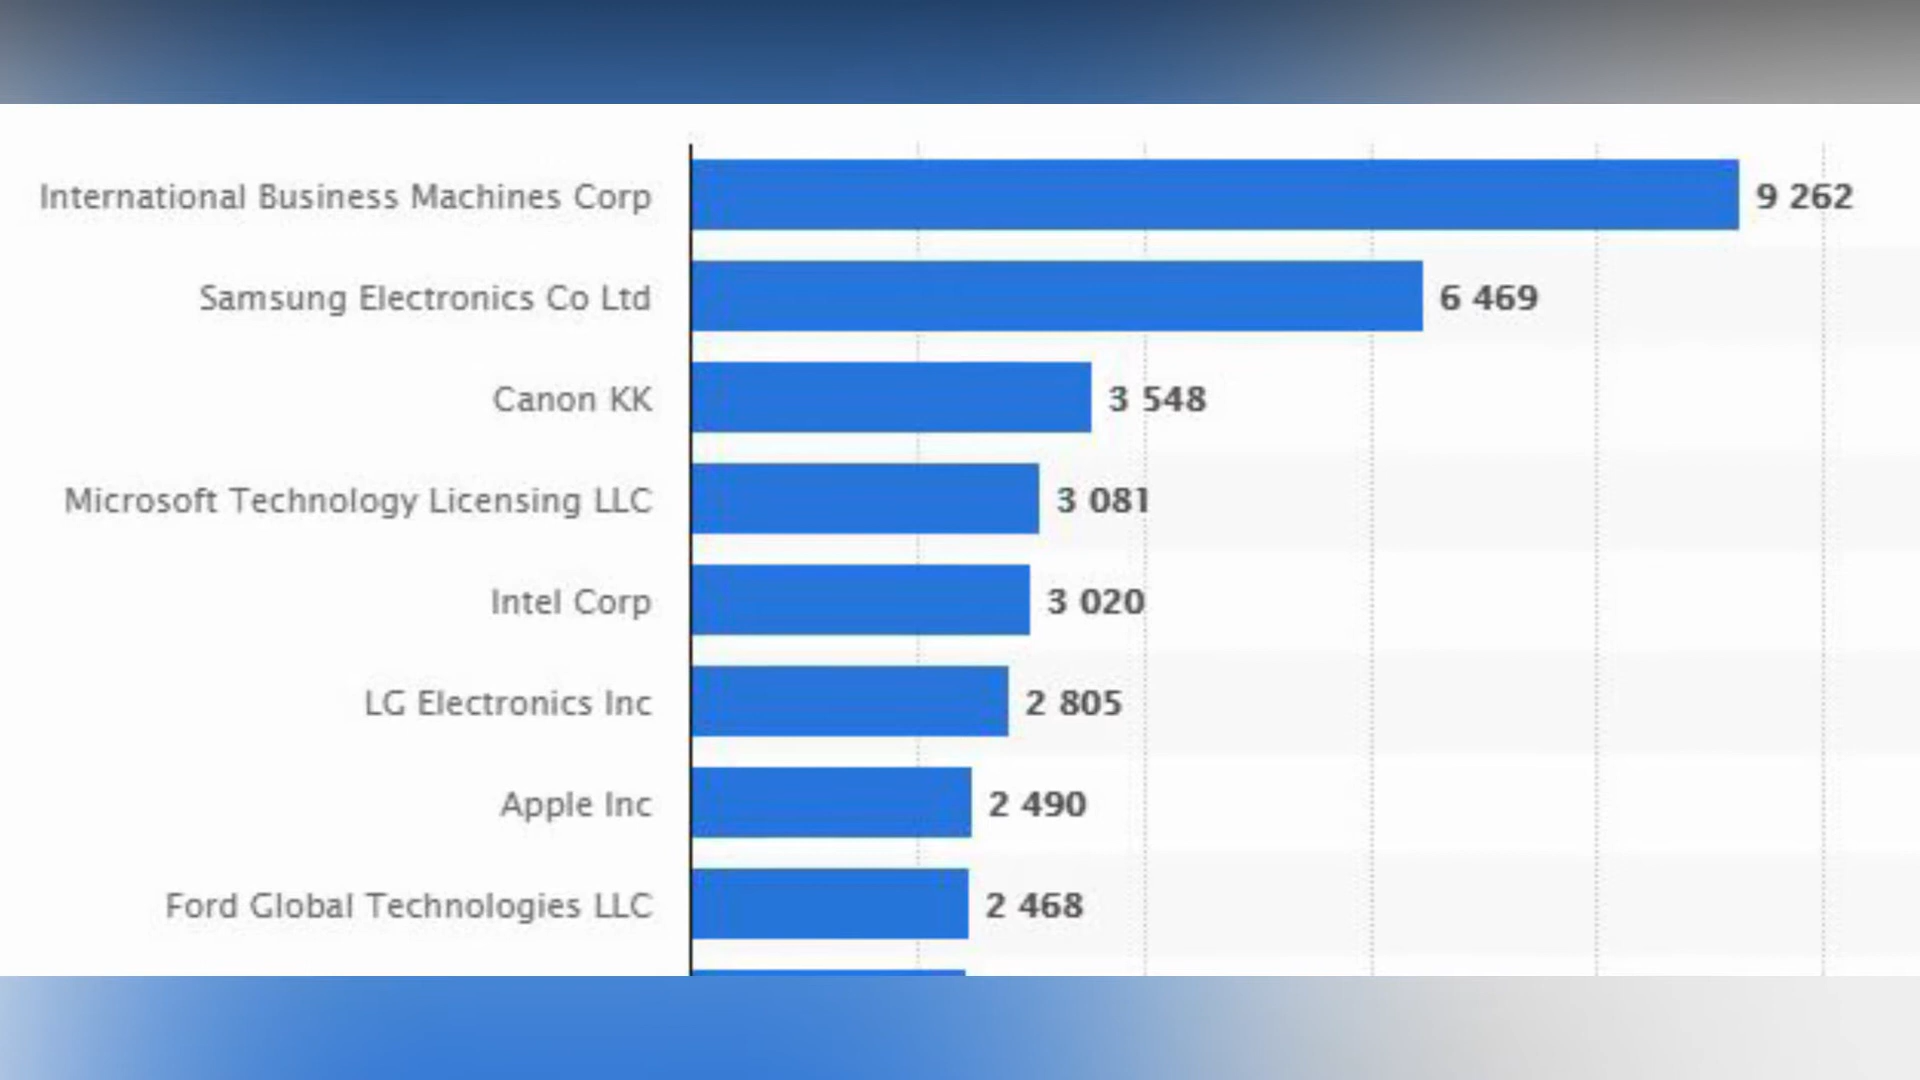 International Business Machines Corp 9 262
Samsung Electronics Co Ltd 6 469
Canon KK 3 548
Microsoft Technology Licensing LLC 3 081
Intel Corp 3 020
LG Electronics Inc 2 805
Apple Inc 2 490
Ford Global Technologies LLC 2 468